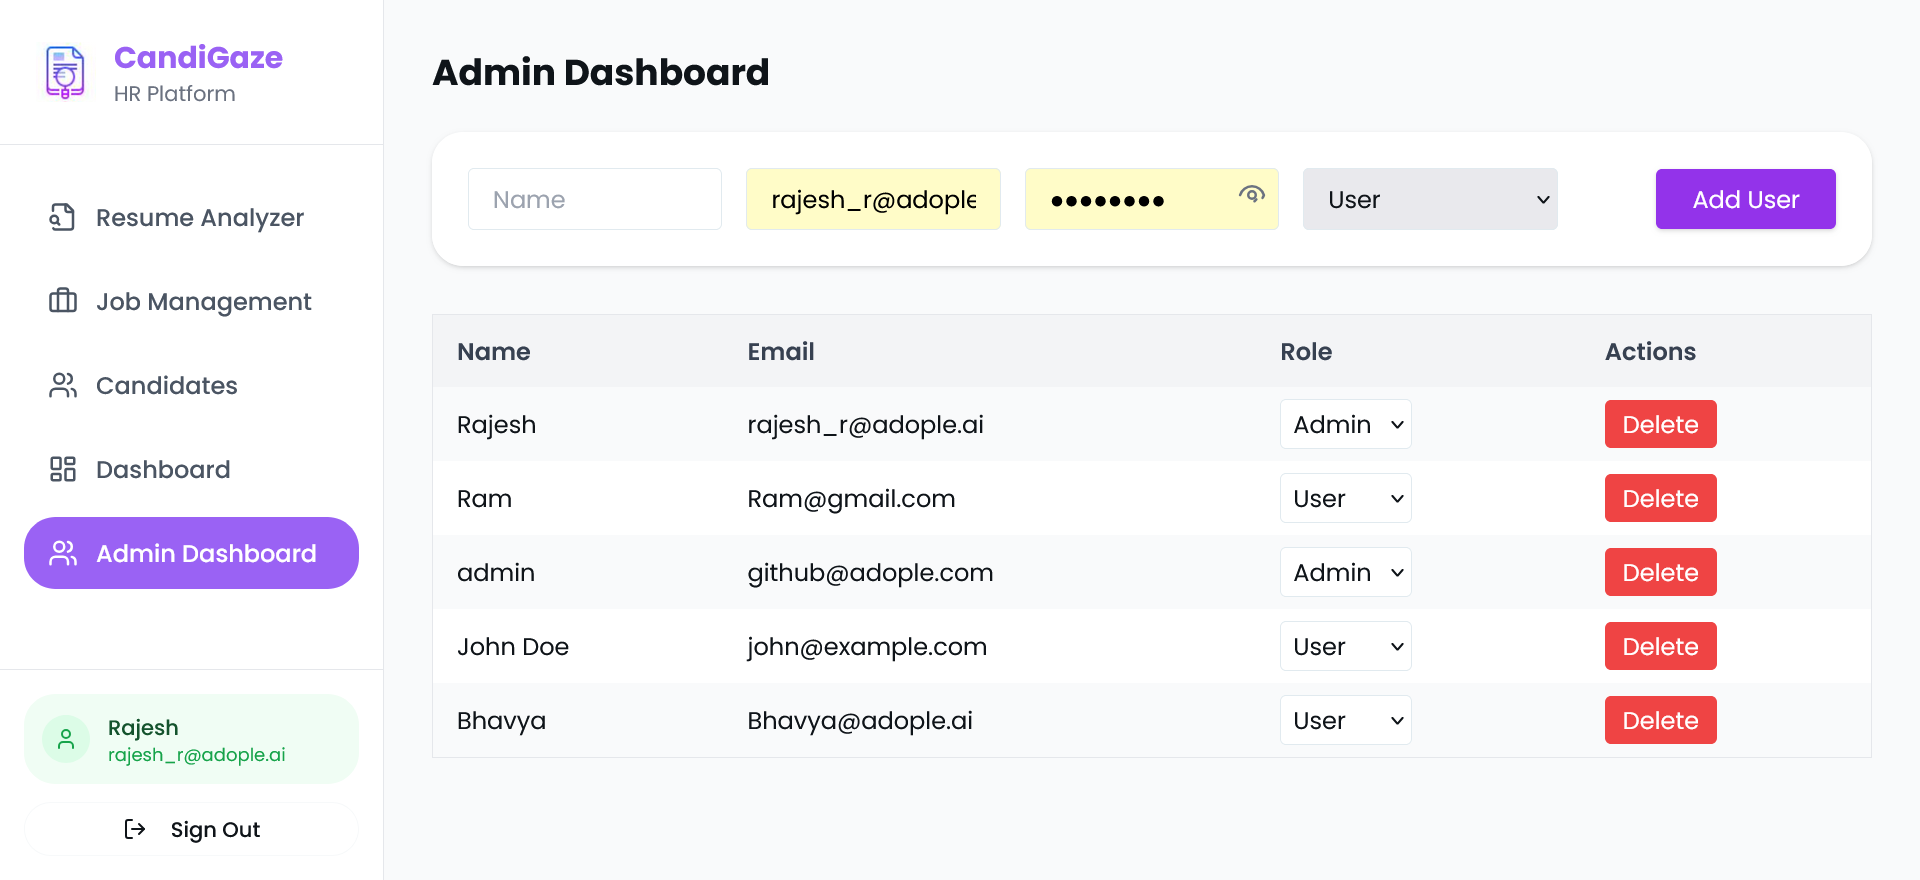 CandiGaze
HR Platform
Resume Analyzer
Job Management
Candidates
Dashboard
Admin Dashboard
Rajesh
rajesh_r@adople.ai
Sign Out
Admin Dashboard
Name rajesh_r@adople •••••••• User Add User
Name Email Role Actions
Rajesh rajesh_r@adople.ai Admin Delete
Ram Ram@gmail.com User Delete
admin github@adople.com Admin Delete
John Doe john@example.com User Delete
Bhavya Bhavya@adople.ai User Delete